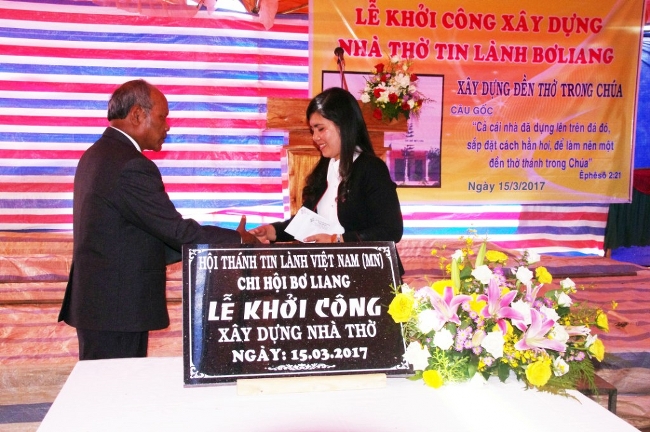 LỄ KHỞI CÔNG XÂY DỰNG
NHÀ THỜ TIN LÀNH BƠLIANG
XÂY DỰNG ĐỀN THỜ TRONG CHÚA
CÂU GỐC
"Cả cái nhà đã dựng lên trên đá đó,
sắp đặt cách hẳn hoi, để làm nên một
đền thờ thánh trong Chúa"
Êphêsô 2:21
Ngày 15/3/2017
HỘI THÁNH TIN LÀNH VIỆT NAM (MN)
CHI HỘI BƠ LIANG
LỄ KHỞI CÔNG
XÂY DỰNG NHÀ THỜ
NGÀY: 15.03.2017